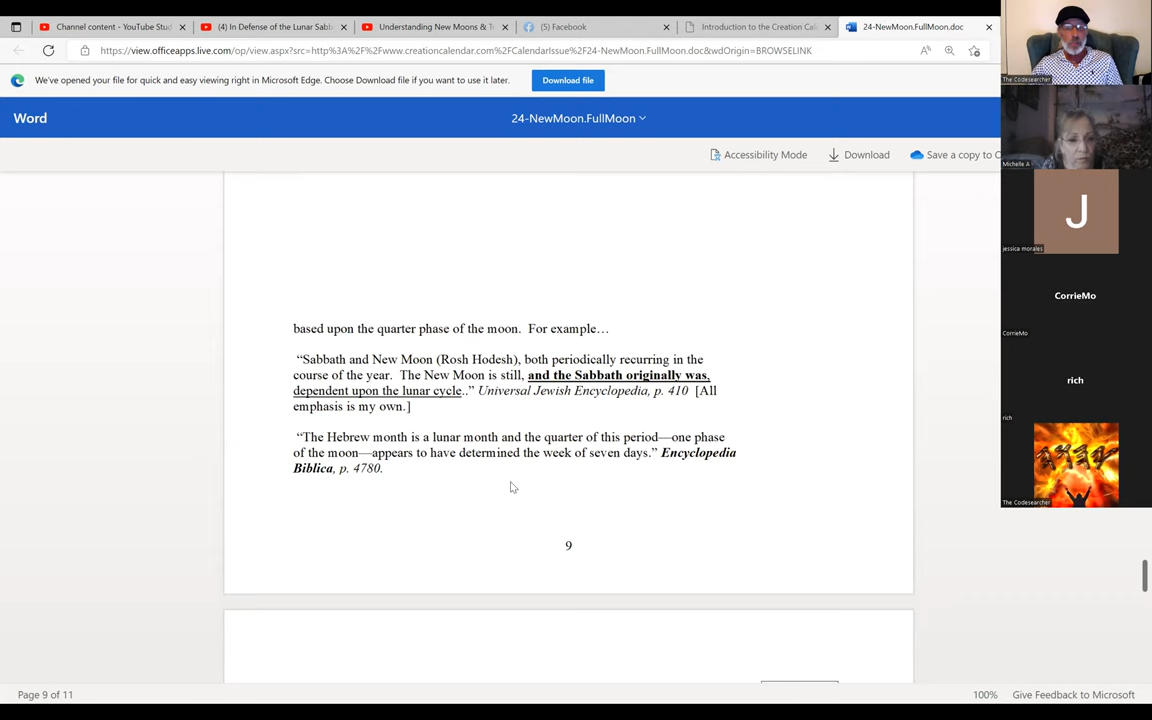 Content - YouTube Stud
(4) In Defense of the Lunar Sabb
Understanding New Moons & T
(5) Facebook
Introduction to the Creation Cal
24-NewMoon.FullMoon.doc
https://view.officeapps.live.com/op/view.aspx?src=http%3A%2F%2Fwww.creationcalendar.com%2FCalendarIssue%2F24-NewMoon.FullMoon.doc&wdOrigin=BROWSELINK
We've opened your file for quick and easy viewing right in Microsoft Edge. Choose Download file if you want to use it later.
Download file
Word
24-NewMoon.FullMoon
Accessibility Mode
Download
Save a copy to O
based upon the quarter phase of the moon. For example…
“Sabbath and New Moon (Rosh Hodesh), both periodically recurring in the
course of the year. The New Moon is still, and the Sabbath originally was,
dependent upon the lunar cycle..” Universal Jewish Encyclopedia, p. 410 [All
emphasis is my own.]
“The Hebrew month is a lunar month and the quarter of this period—one phase
of the moon—appears to have determined the week of seven days.” Encyclopedia
Biblica, p. 4780.
9
Page 9 of 11
100%
Give Feedback to Microsoft
The Codesearcher
Michelle A
J
jessica morales
CorrieMo
CorrieMo
rich
rich
The Codesearcher